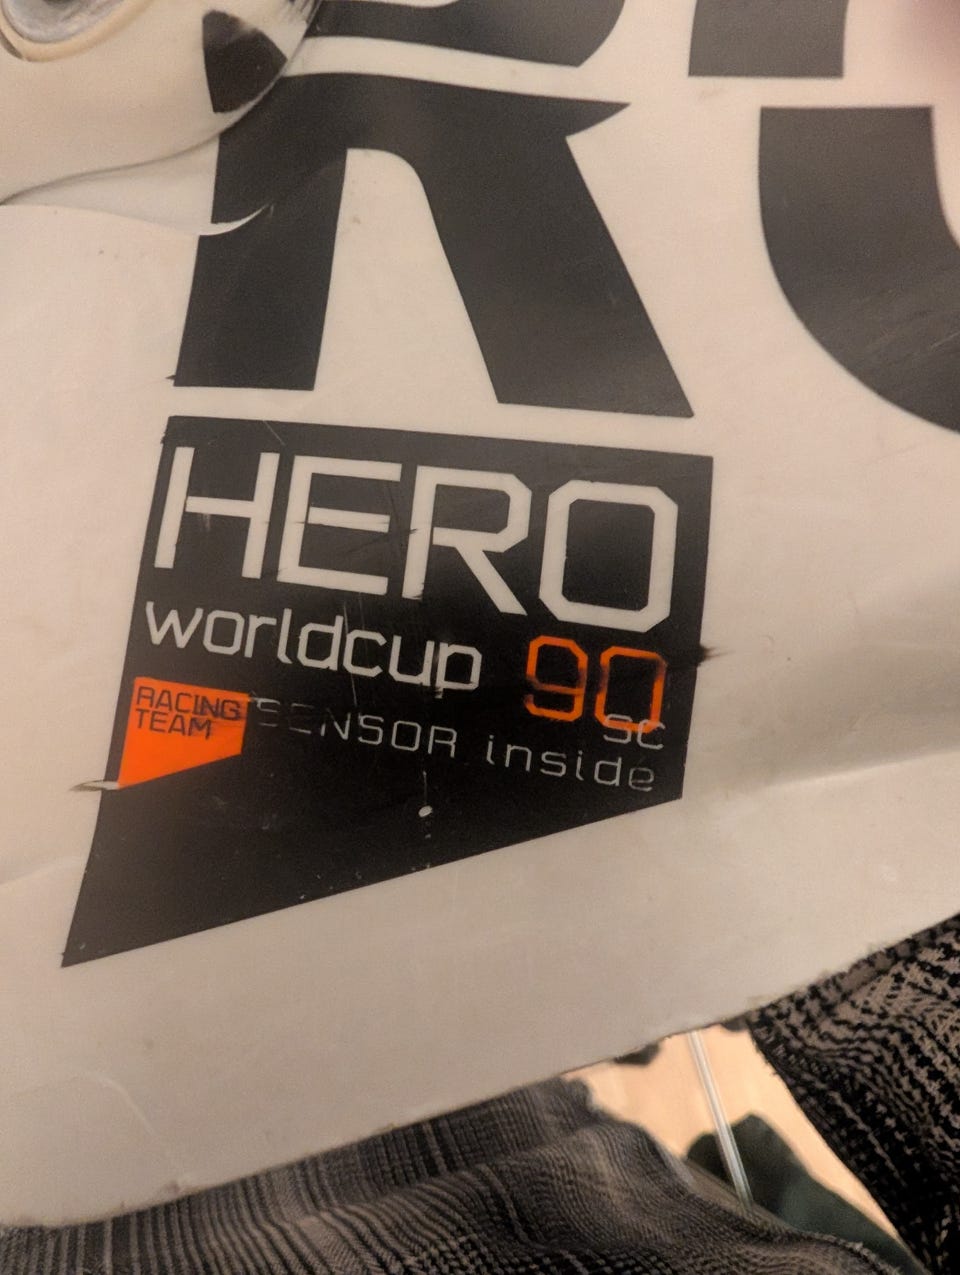 HERO
worldcup 90
SC
RACING
TEAM
SENSOR inside